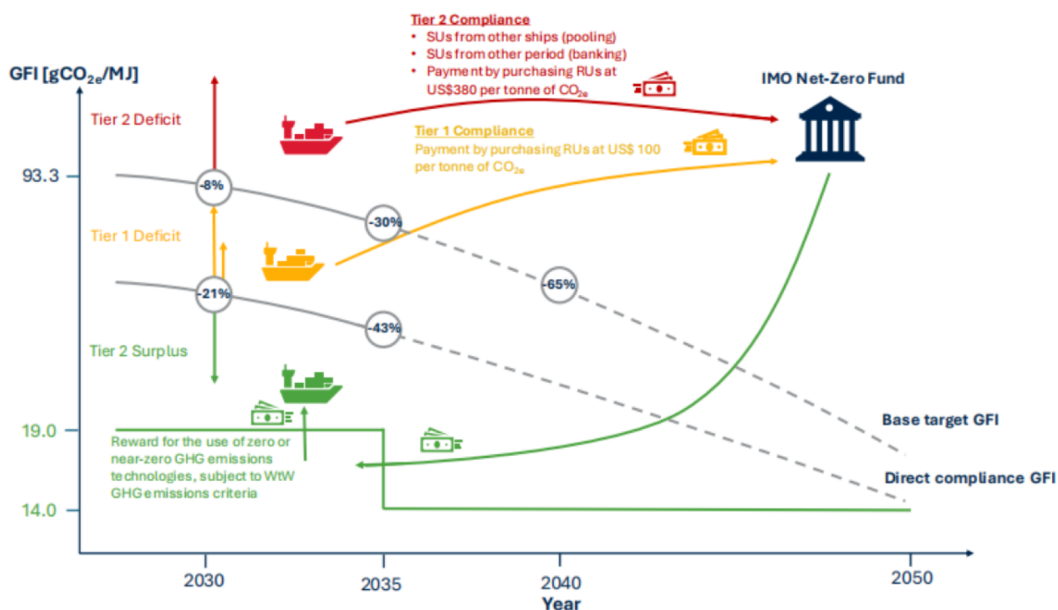 Tier 2 Compliance
• SUs from other ships (pooling)
• SUs from other period (banking)
• Payment by purchasing RUs at
US$380 per tonne of CO2e
GFI [gCO2e/MJ]
IMO Net-Zero Fund
Tier 2 Deficit
Tier 1 Compliance
Payment by purchasing RUs at US$ 100
per tonne of CO2e
93.3
-8%
-30%
Tier 1 Deficit
-65%
-21%
-43%
Tier 2 Surplus
19.0
Base target GFI
Reward for the use of zero or
near-zero GHG emissions
technologies, subject to WtW
GHG emissions criteria
Direct compliance GFI
14.0
2030
2035
2040
2050
Year